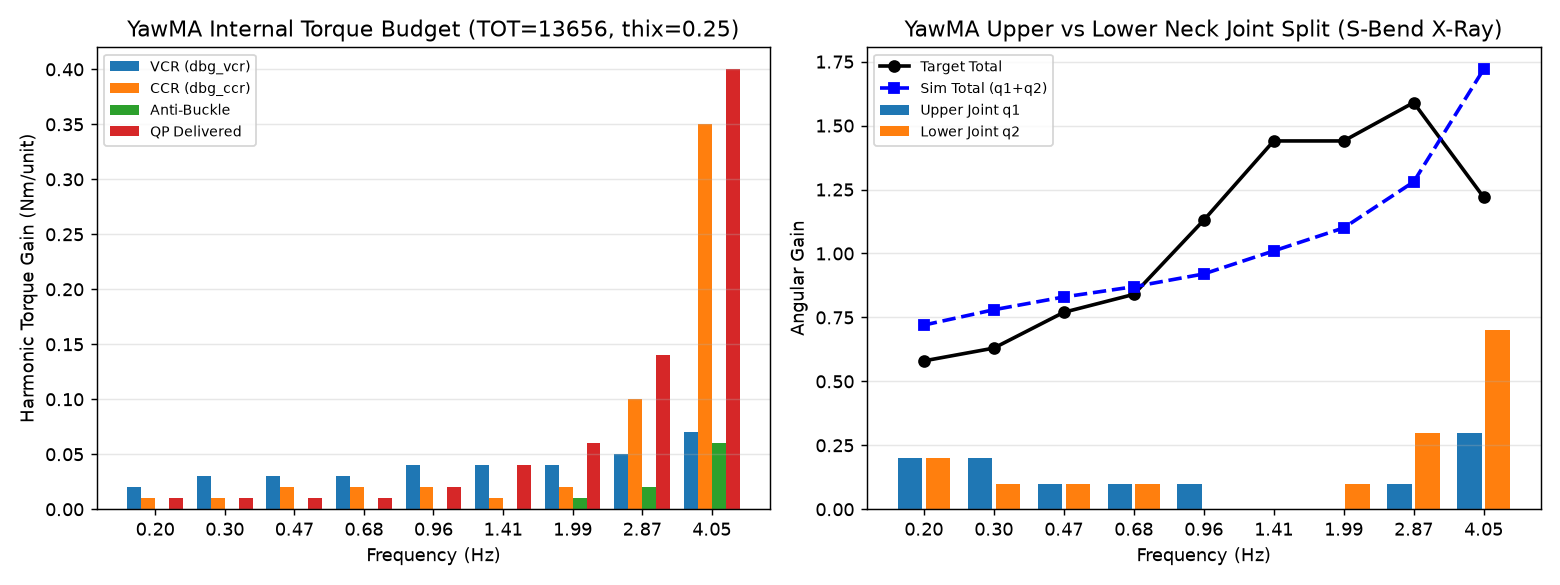 YawMA Internal Torque Budget (TOT=13656, thix=0.25)
VCR (dbg_vcr)
CCR (dbg_ccr)
Anti-Buckle
QP Delivered
Harmonic Torque Gain (Nm/unit)
0.40
0.35
0.30
0.25
0.20
0.15
0.10
0.05
0.00
0.20 0.30 0.47 0.68 0.96 1.41 1.99 2.87 4.05
Frequency (Hz)
YawMA Upper vs Lower Neck Joint Split (S-Bend X-Ray)
Target Total
Sim Total (q1+q2)
Upper Joint q1
Lower Joint q2
Angular Gain
1.75
1.50
1.25
1.00
0.75
0.50
0.25
0.00
0.20 0.30 0.47 0.68 0.96 1.41 1.99 2.87 4.05
Frequency (Hz)